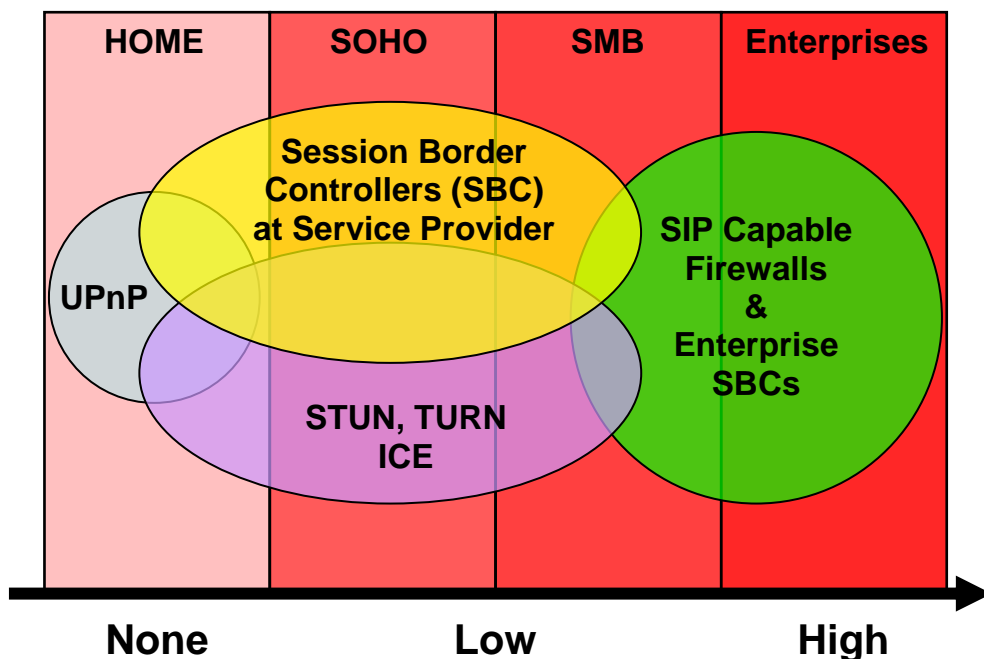 HOME SOHO SMB Enterprises
Session Border
Controllers (SBC)
at Service Provider
UPnP
SIP Capable
Firewalls
&
Enterprise
SBCs
STUN, TURN
ICE
None Low High